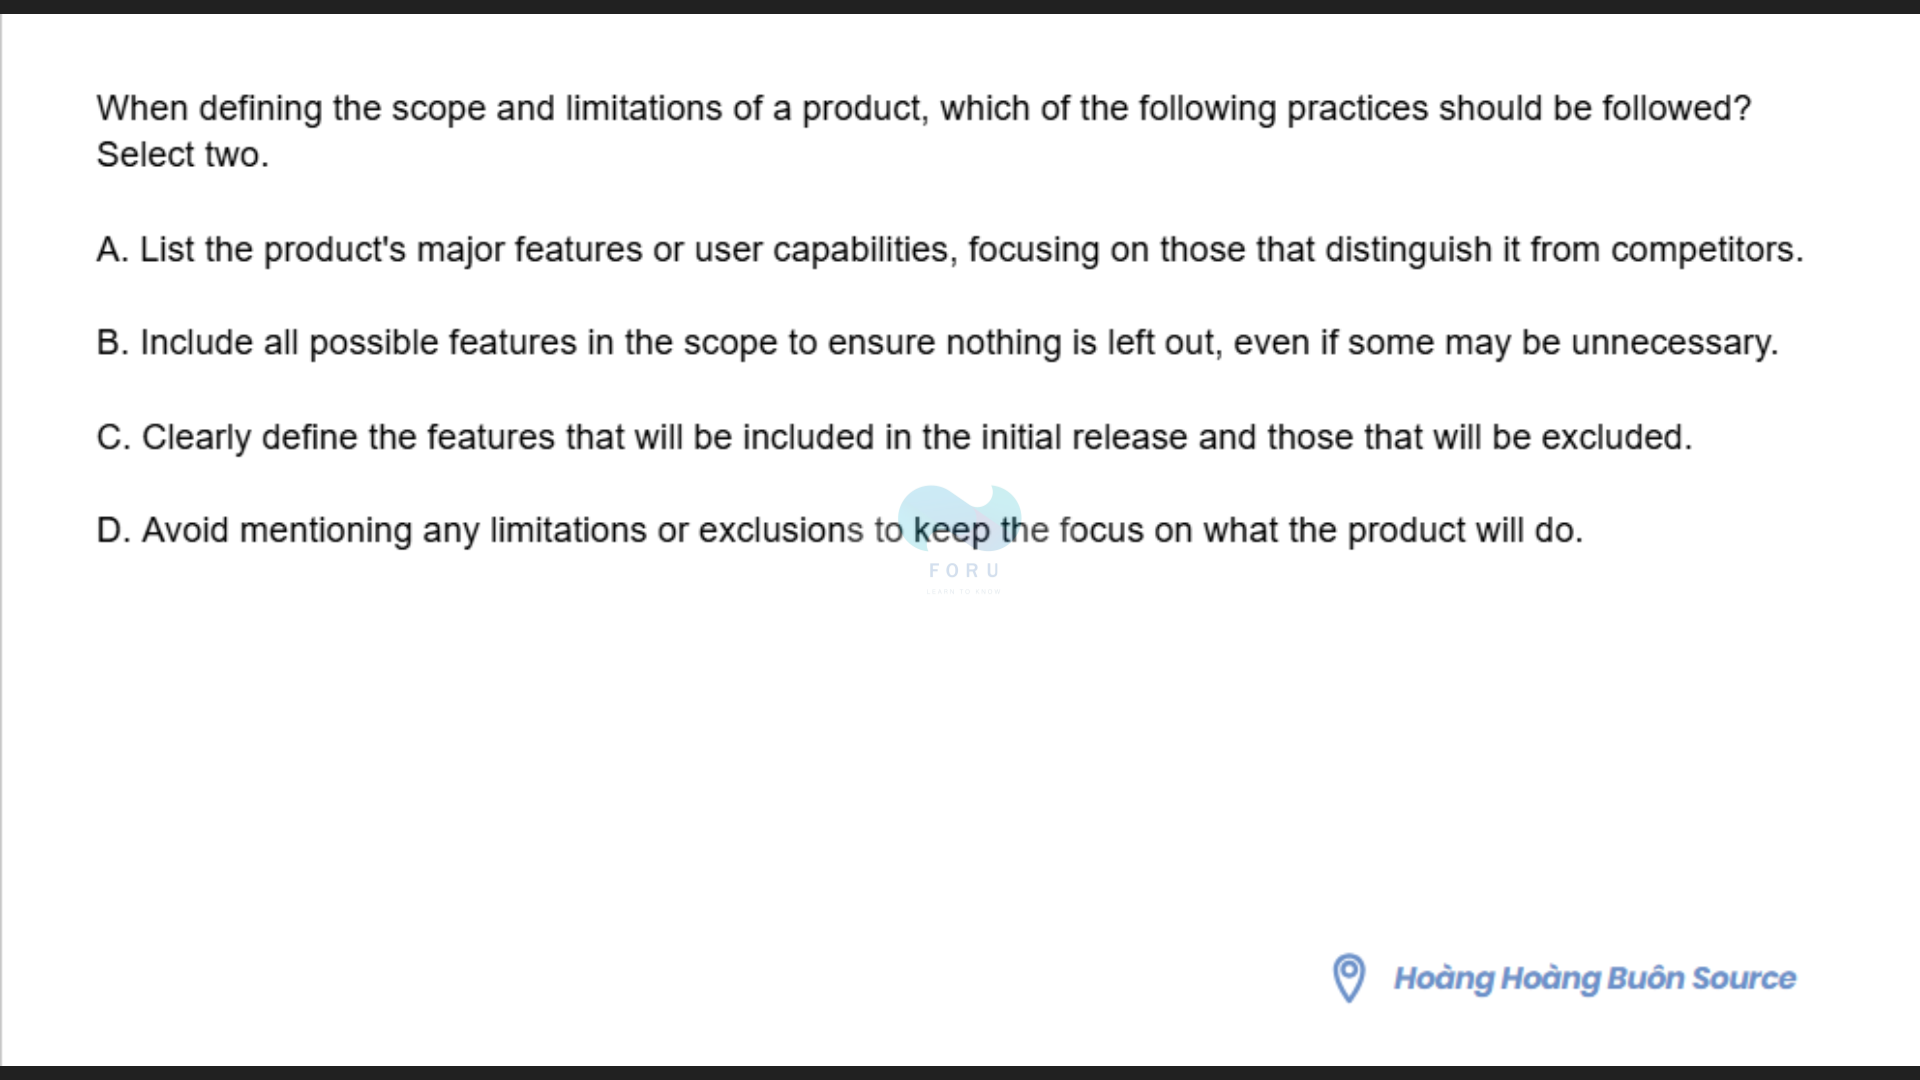 When defining the scope and limitations of a product, which of the following practices should be followed?
Select two.
A. List the product's major features or user capabilities, focusing on those that distinguish it from competitors.
B. Include all possible features in the scope to ensure nothing is left out, even if some may be unnecessary.
C. Clearly define the features that will be included in the initial release and those that will be excluded.
D. Avoid mentioning any limitations or exclusions to keep the focus on what the product will do.
FORU
LEARN TO KNOW
Hoàng Hoàng Buôn Source